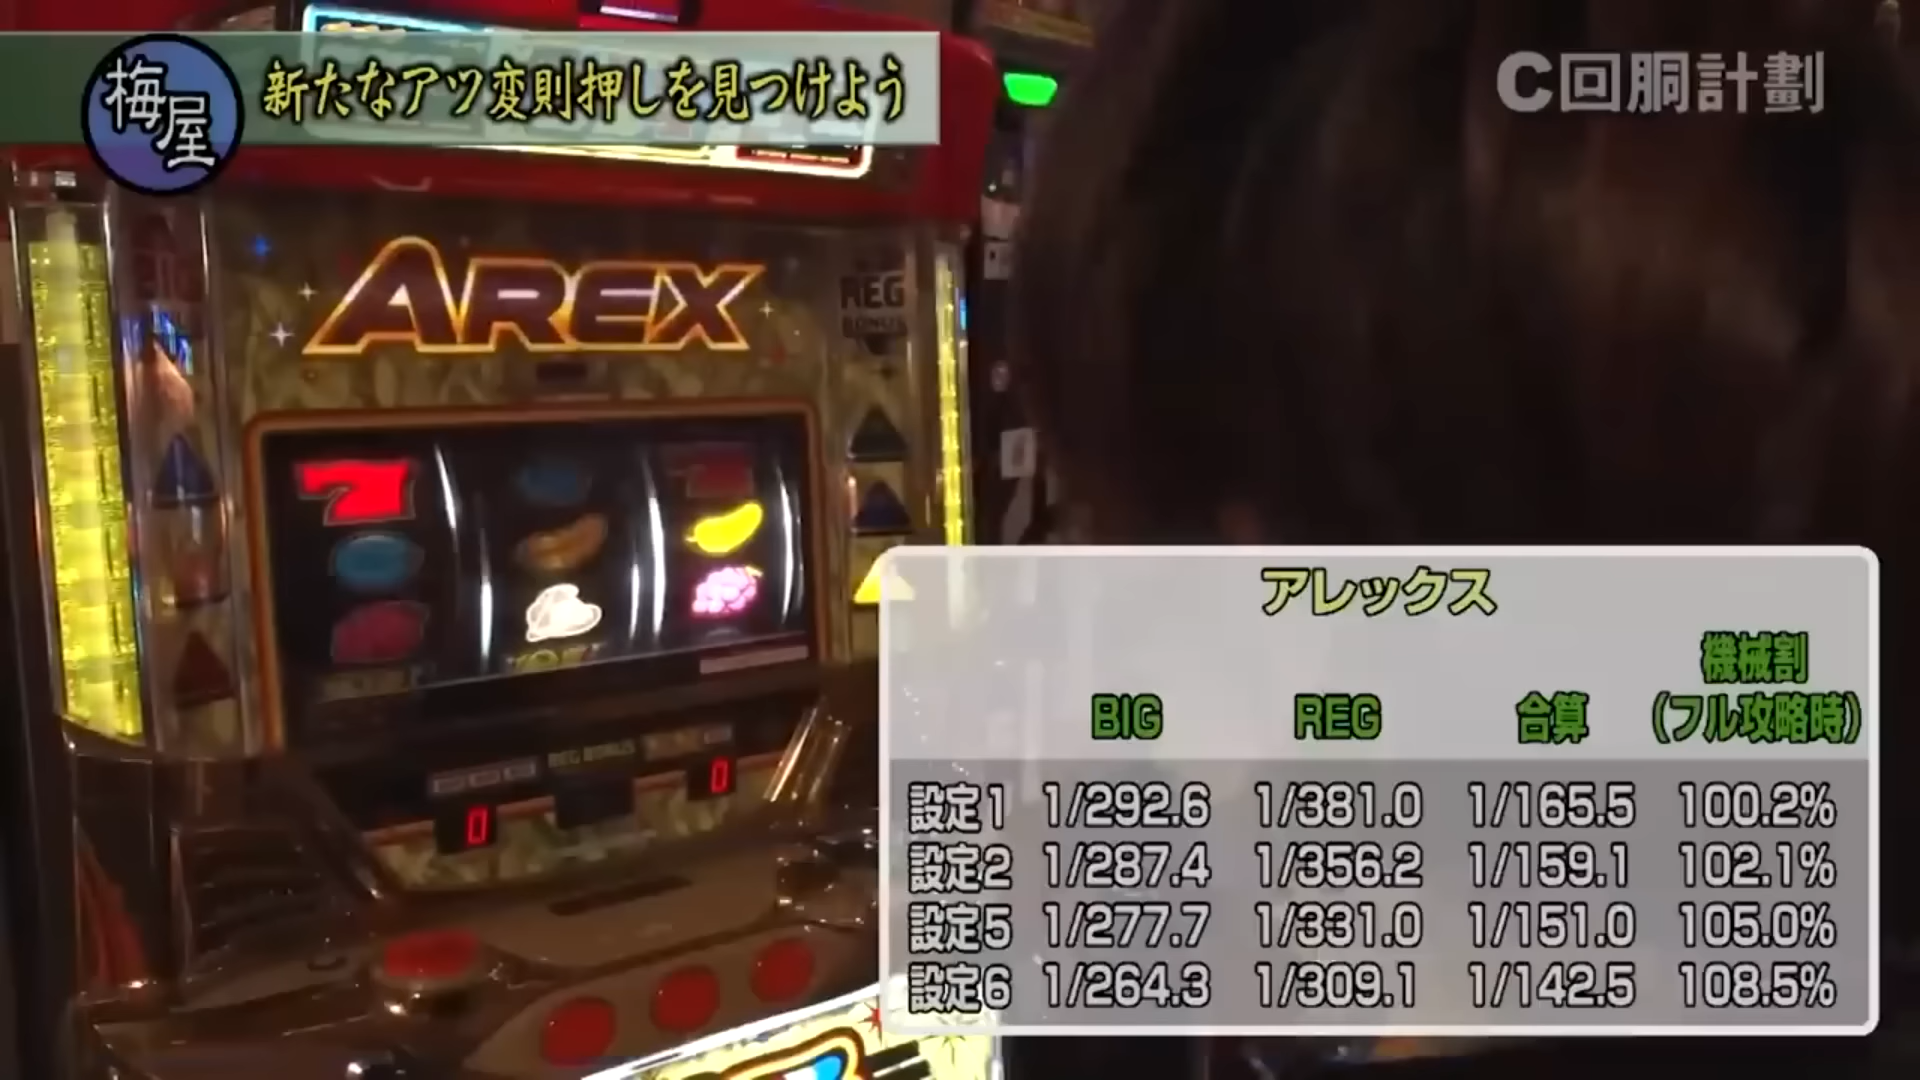 梅屋
新たなアツ変則押しを見つけよう
C回胴計劃
AREX
REG
BONUS
REG BONUS
0
0
アレックス
機械割
BIG REG 合算 (フル攻略時)
設定1 1/292.6 1/381.0 1/165.5 100.2%
設定2 1/287.4 1/356.2 1/159.1 102.1%
設定5 1/277.7 1/331.0 1/151.0 105.0%
設定6 1/264.3 1/309.1 1/142.5 108.5%